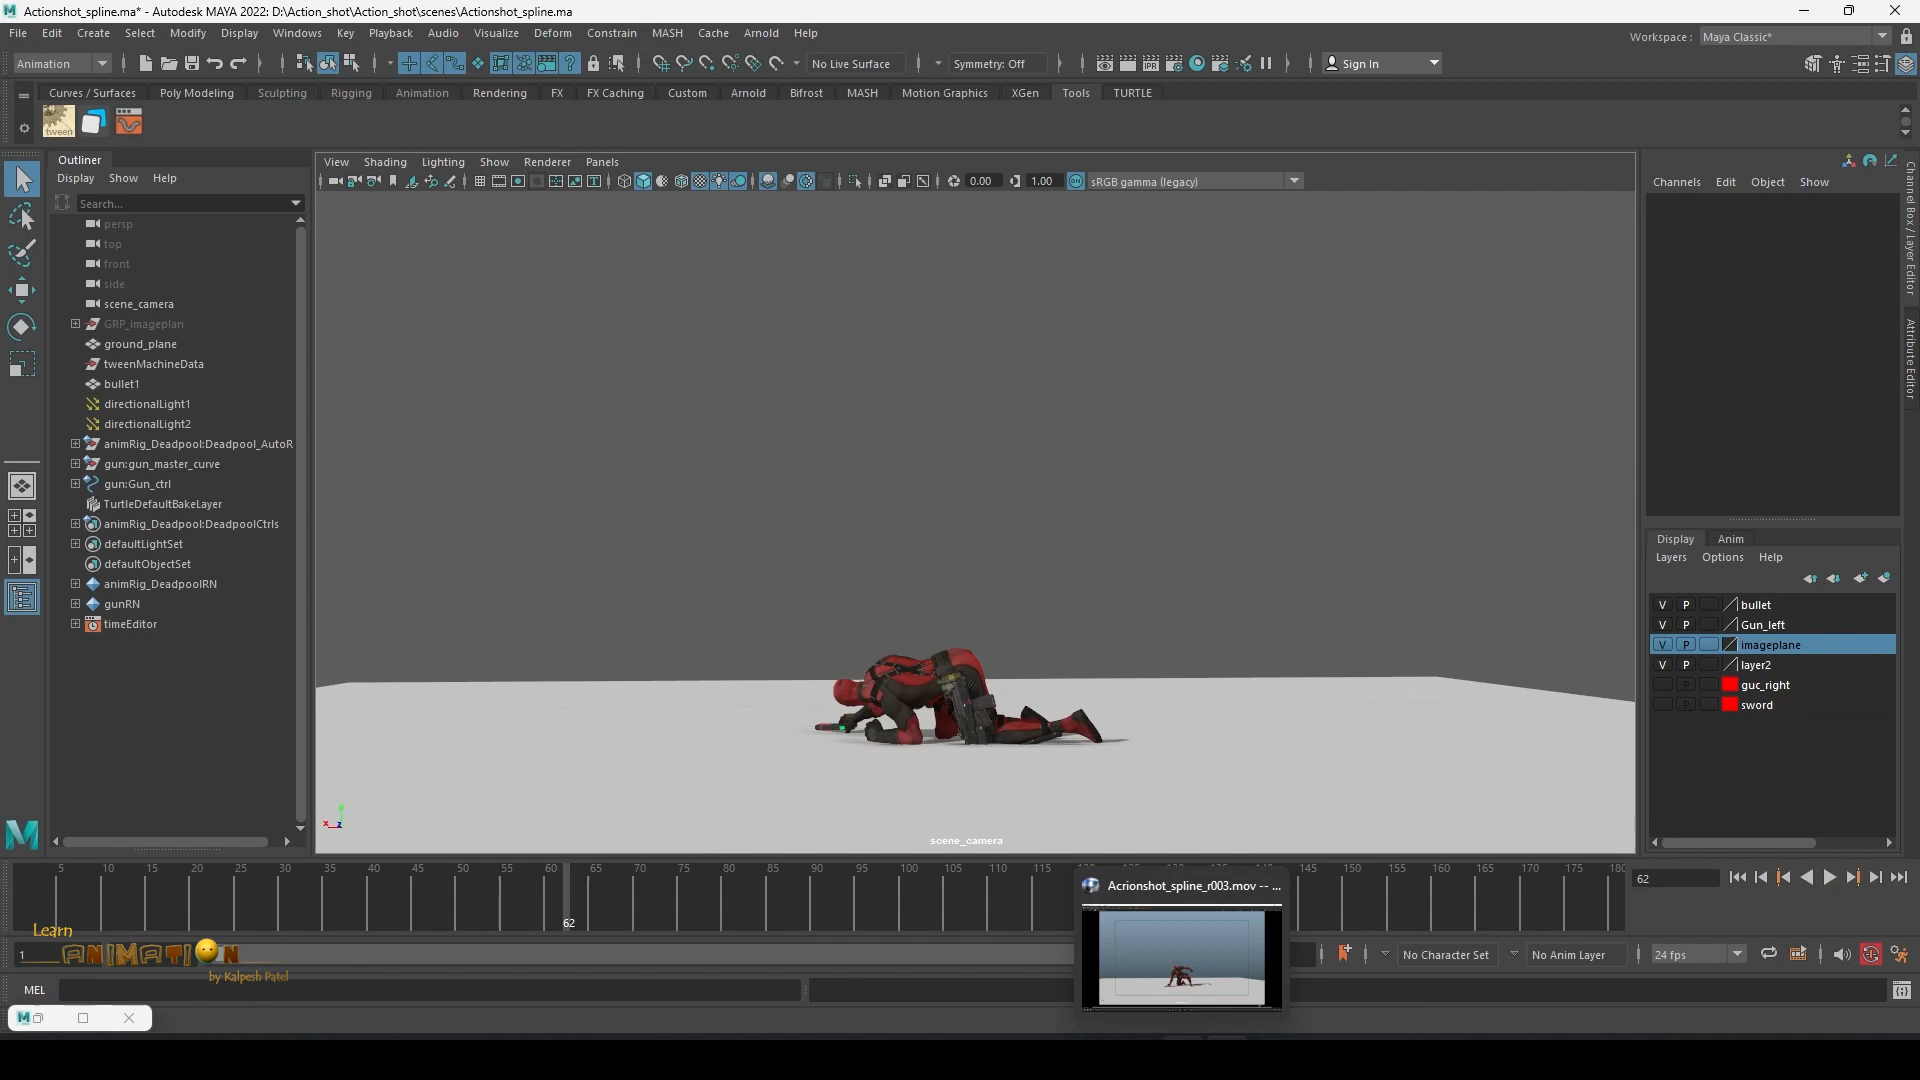 Actionshot_spline.ma* - Autodesk MAYA 2022: D:\Action_shot\Action_shot\scenes\Actionshot_spline.ma
File Edit Create Select Modify Display Windows Key Playback Audio Visualize Deform Constrain MASH Cache Arnold Help
Workspace : Maya Classic*
Animation No Live Surface Symmetry: Off Sign In
Curves / Surfaces Poly Modeling Sculpting Rigging Animation Rendering FX FX Caching Custom Arnold Bifrost MASH Motion Graphics XGen Tools TURTLE
tween
Outliner
Display Show Help
Search...
persp
top
front
side
scene_camera
GRP_imageplan
ground_plane
tweenMachineData
bullet1
directionalLight1
directionalLight2
animRig_Deadpool:Deadpool_AutoR
gun:gun_master_curve
gun:Gun_ctrl
TurtleDefaultBakeLayer
animRig_Deadpool:DeadpoolCtrls
defaultLightSet
defaultObjectSet
animRig_DeadpoolRN
gunRN
timeEditor
View Shading Lighting Show Renderer Panels
0.00 1.00 ON sRGB gamma (legacy)
x z y
scene_camera
Channels Edit Object Show
Channel Box / Layer Editor
Attribute Editor
Display Anim
Layers Options Help
V P bullet
V P Gun_left
V P imageplane
V P layer2
P guc_right
P sword
5 10 15 20 25 30 35 40 45 50 55 60 65 70 75 80 85 90 95 100 105 110 115 120 125 130 135 140 145 150 155 160 165 170 175 180
62
62
Acrionshot_spline_r003.mov -- ...
Learn
ANIMATION
by Kalpesh Patel
1
No Character Set No Anim Layer 24 fps
MEL